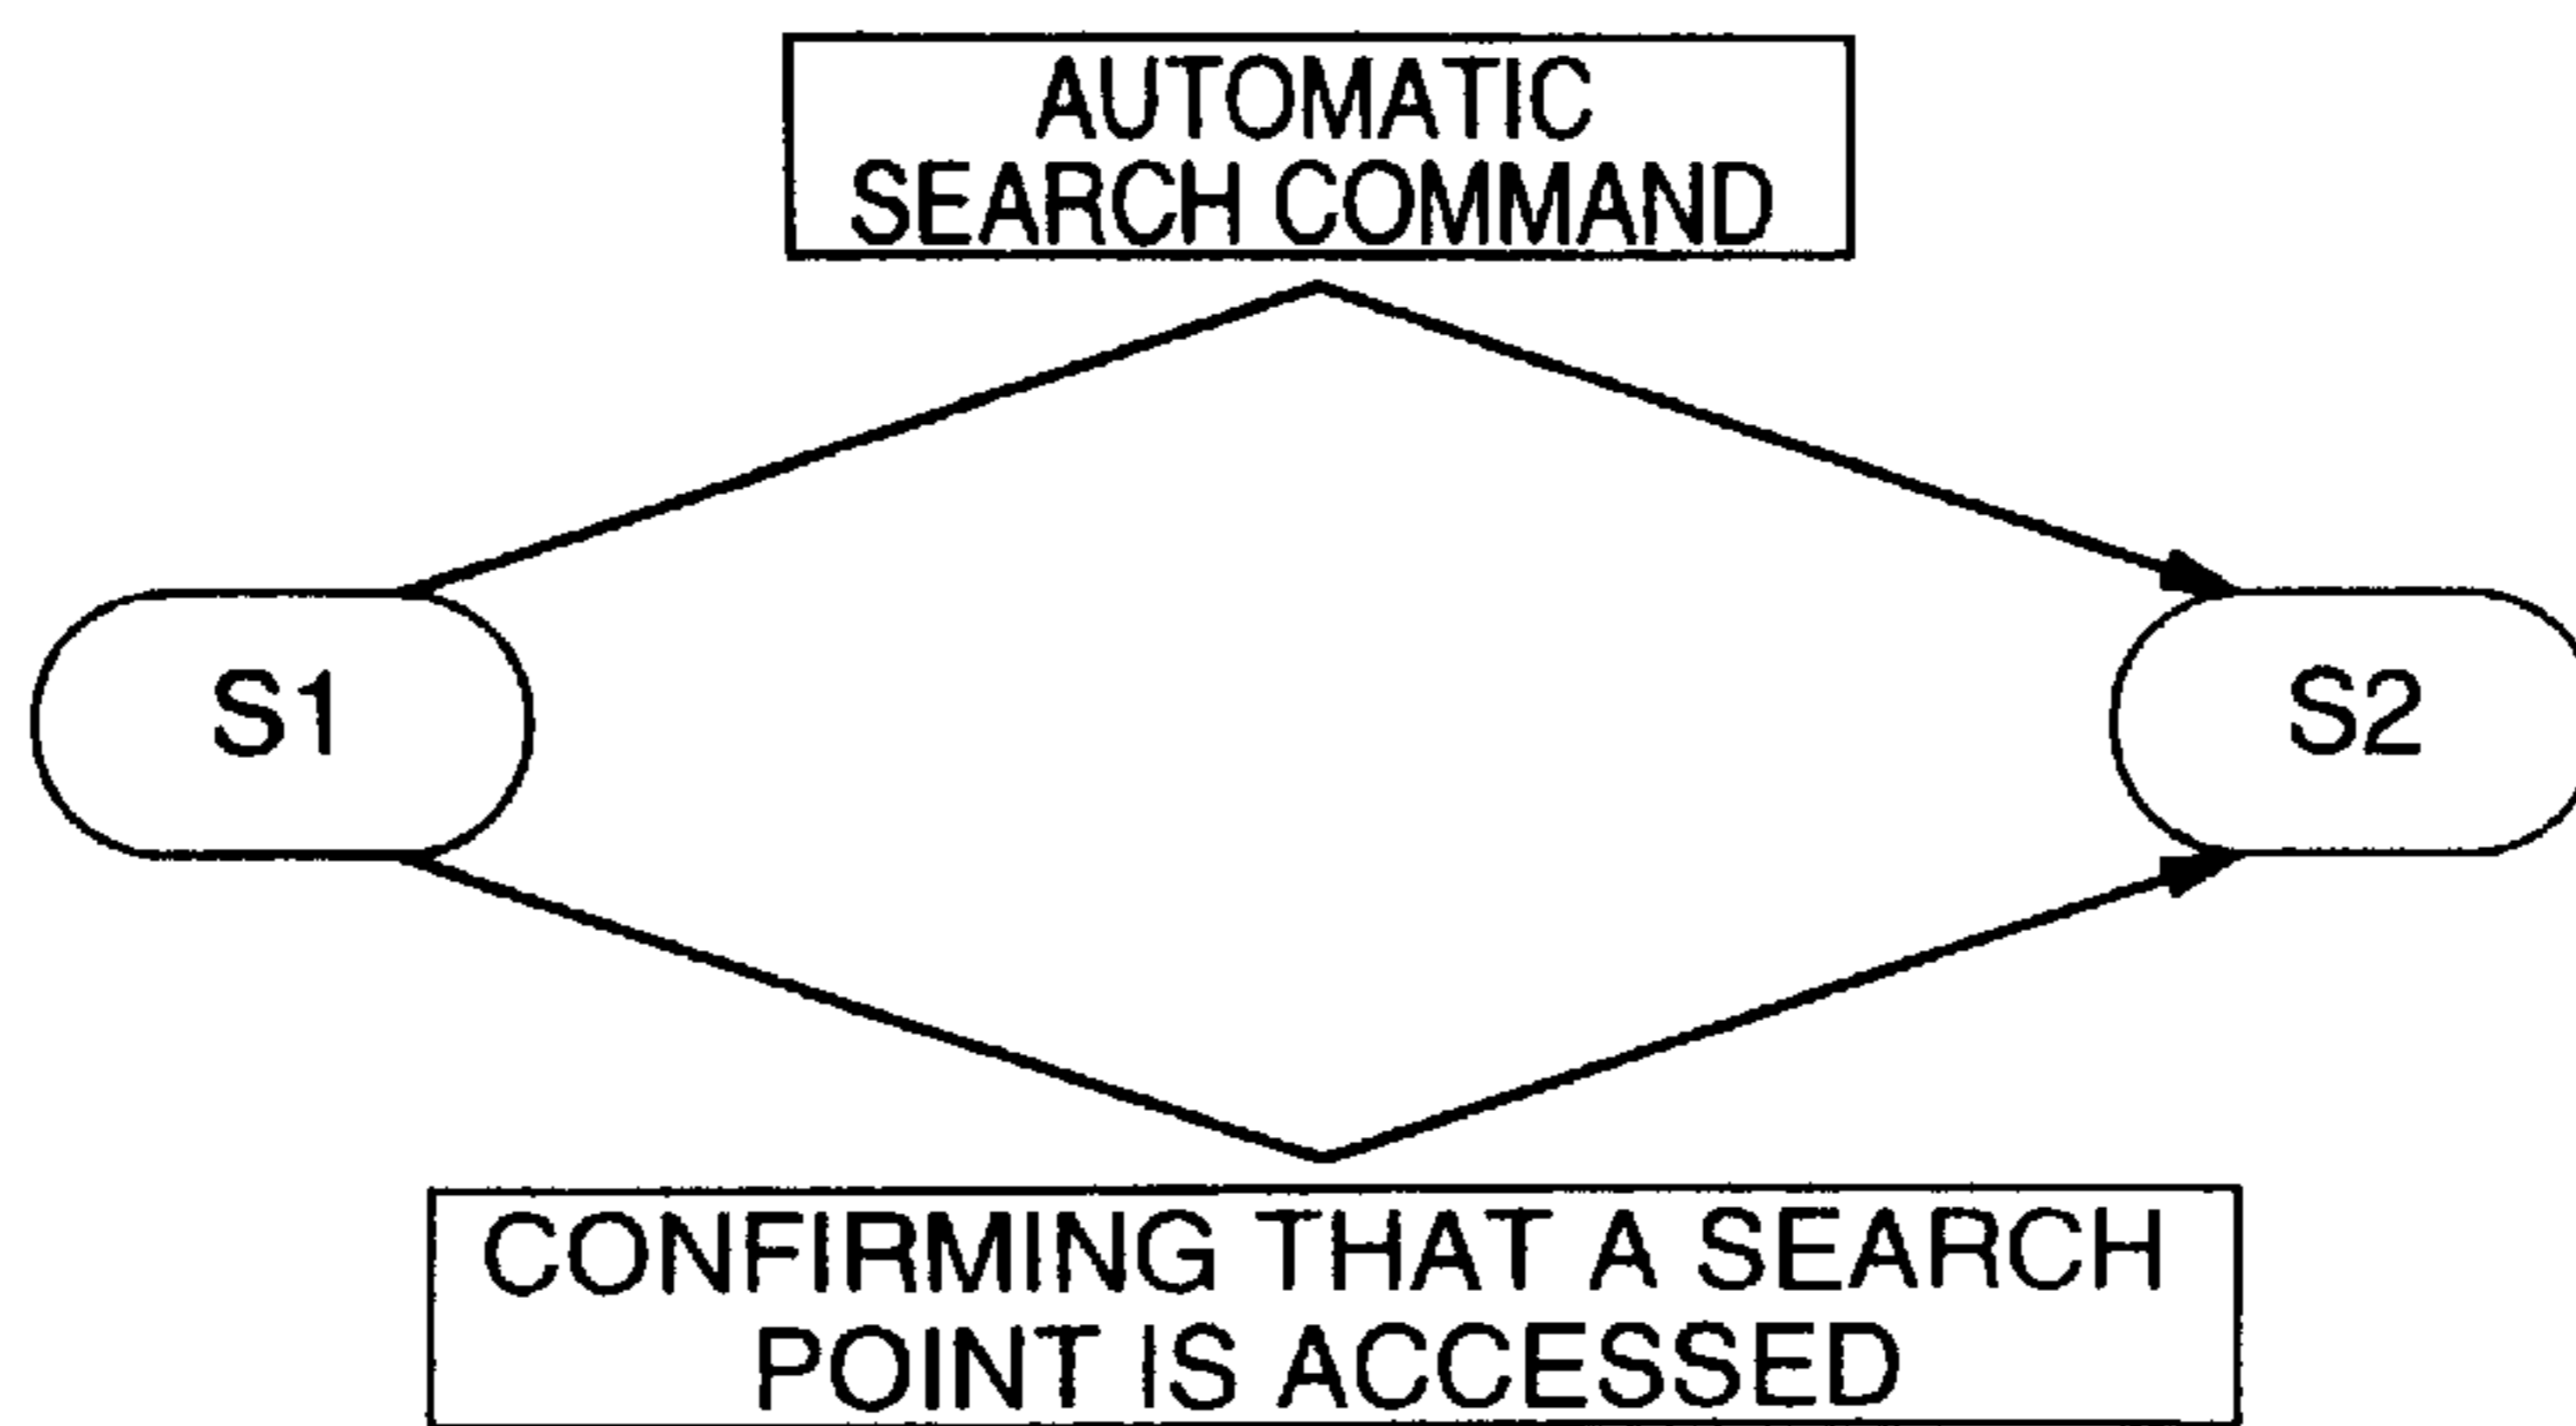 AUTOMATIC
SEARCH COMMAND
S1
S2
CONFIRMING THAT A SEARCH
POINT IS ACCESSED